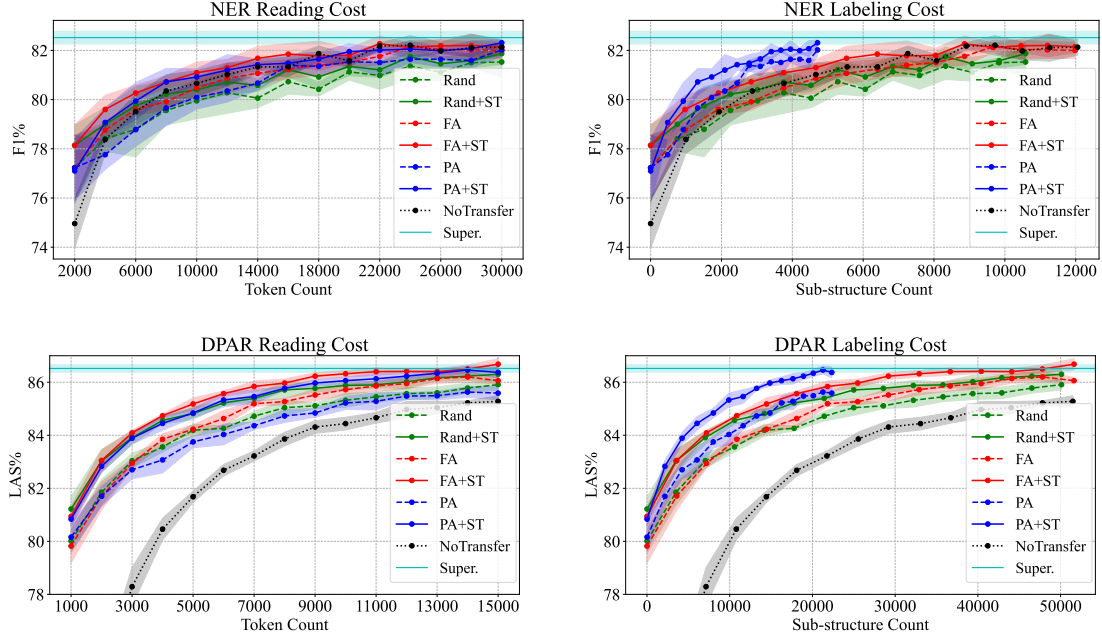 NER Reading Cost
F1%
82
80
78
76
74
2000 6000 10000 14000 18000 22000 26000 30000
Token Count
Rand
Rand+ST
FA
FA+ST
PA
PA+ST
NoTransfer
Super.
NER Labeling Cost
F1%
82
80
78
76
74
0 2000 4000 6000 8000 10000 12000
Sub-structure Count
Rand
Rand+ST
FA
FA+ST
PA
PA+ST
NoTransfer
Super.
DPAR Reading Cost
LAS%
86
84
82
80
78
1000 3000 5000 7000 9000 11000 13000 15000
Token Count
Rand
Rand+ST
FA
FA+ST
PA
PA+ST
NoTransfer
Super.
DPAR Labeling Cost
LAS%
86
84
82
80
78
0 10000 20000 30000 40000 50000
Sub-structure Count
Rand
Rand+ST
FA
FA+ST
PA
PA+ST
NoTransfer
Super.